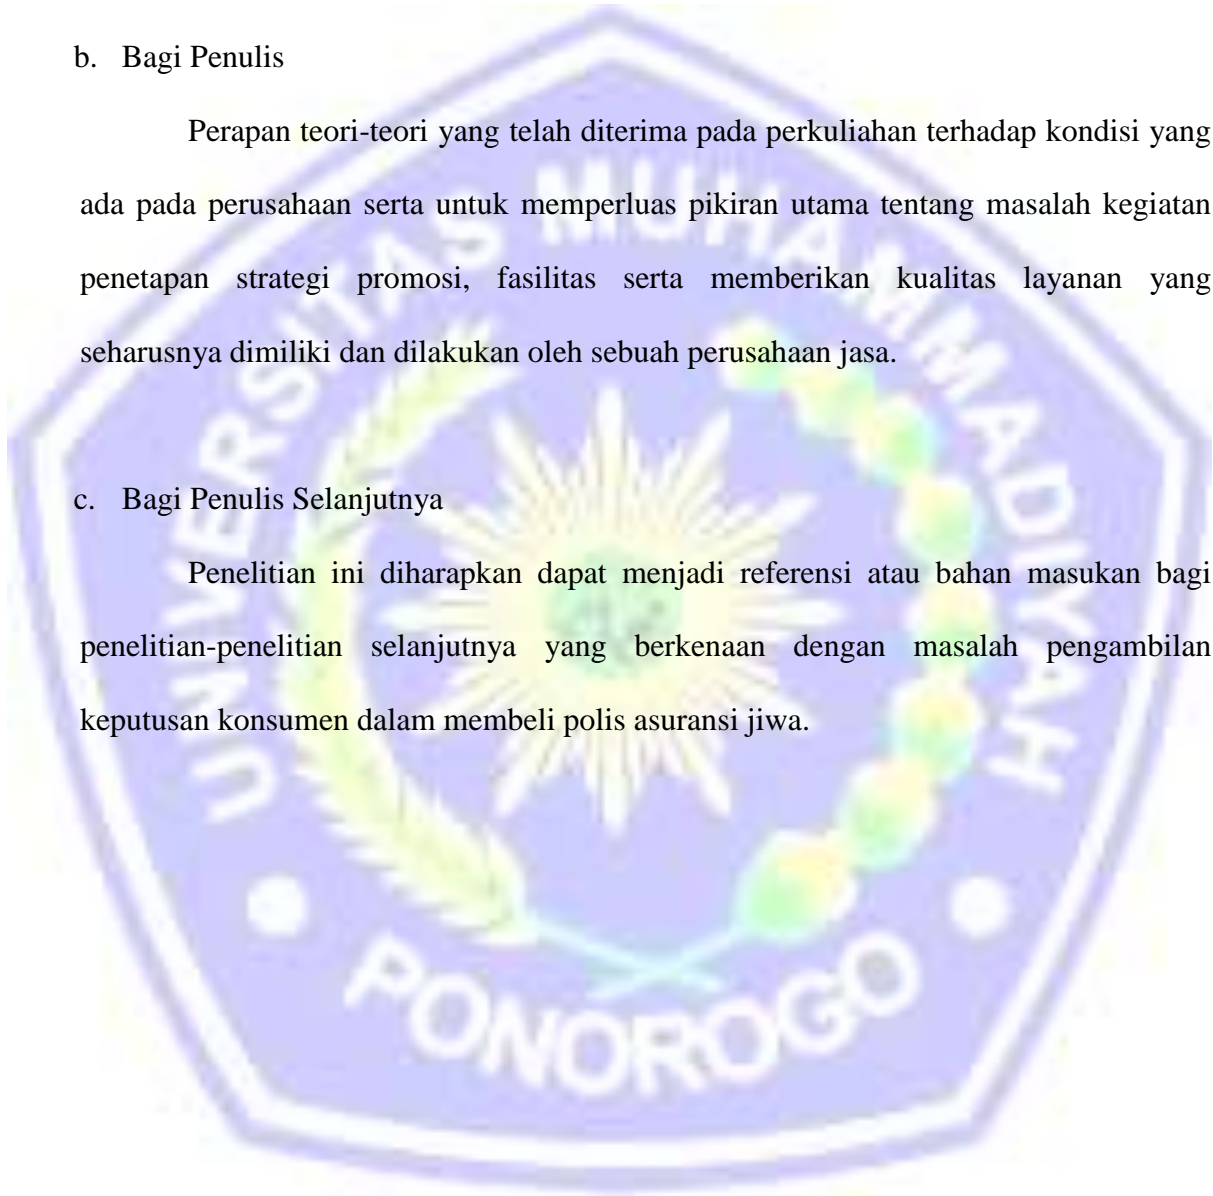 b. Bagi Penulis
Perapan teori-teori yang telah diterima pada perkuliahan terhadap kondisi yang
ada pada perusahaan serta untuk memperluas pikiran utama tentang masalah kegiatan
penetapan strategi promosi, fasilitas serta memberikan kualitas layanan yang
seharusnya dimiliki dan dilakukan oleh sebuah perusahaan jasa.
c. Bagi Penulis Selanjutnya
Penelitian ini diharapkan dapat menjadi referensi atau bahan masukan bagi
penelitian-penelitian selanjutnya yang berkenaan dengan masalah pengambilan
keputusan konsumen dalam membeli polis asuransi jiwa.
UNIVERSITAS MUHAMMADIYAH
PONOROGO